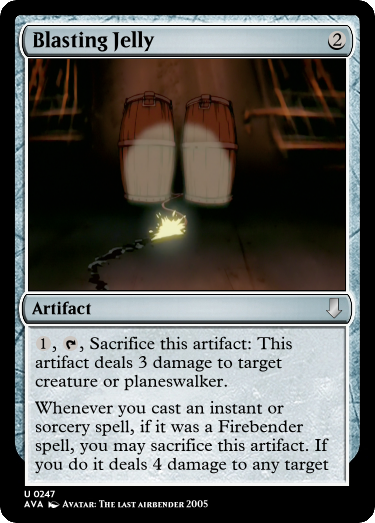 Blasting Jelly 2
Artifact
1, , Sacrifice this artifact: This
artifact deals 3 damage to target
creature or planeswalker.
Whenever you cast an instant or
sorcery spell, if it was a Firebender
spell, you may sacrifice this artifact. If
you do it deals 4 damage to any target
U 0247
AVA Avatar: The last airbender 2005